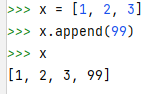 >>> x = [1, 2, 3]
>>> x.append(99)
>>> x
[1, 2, 3, 99]